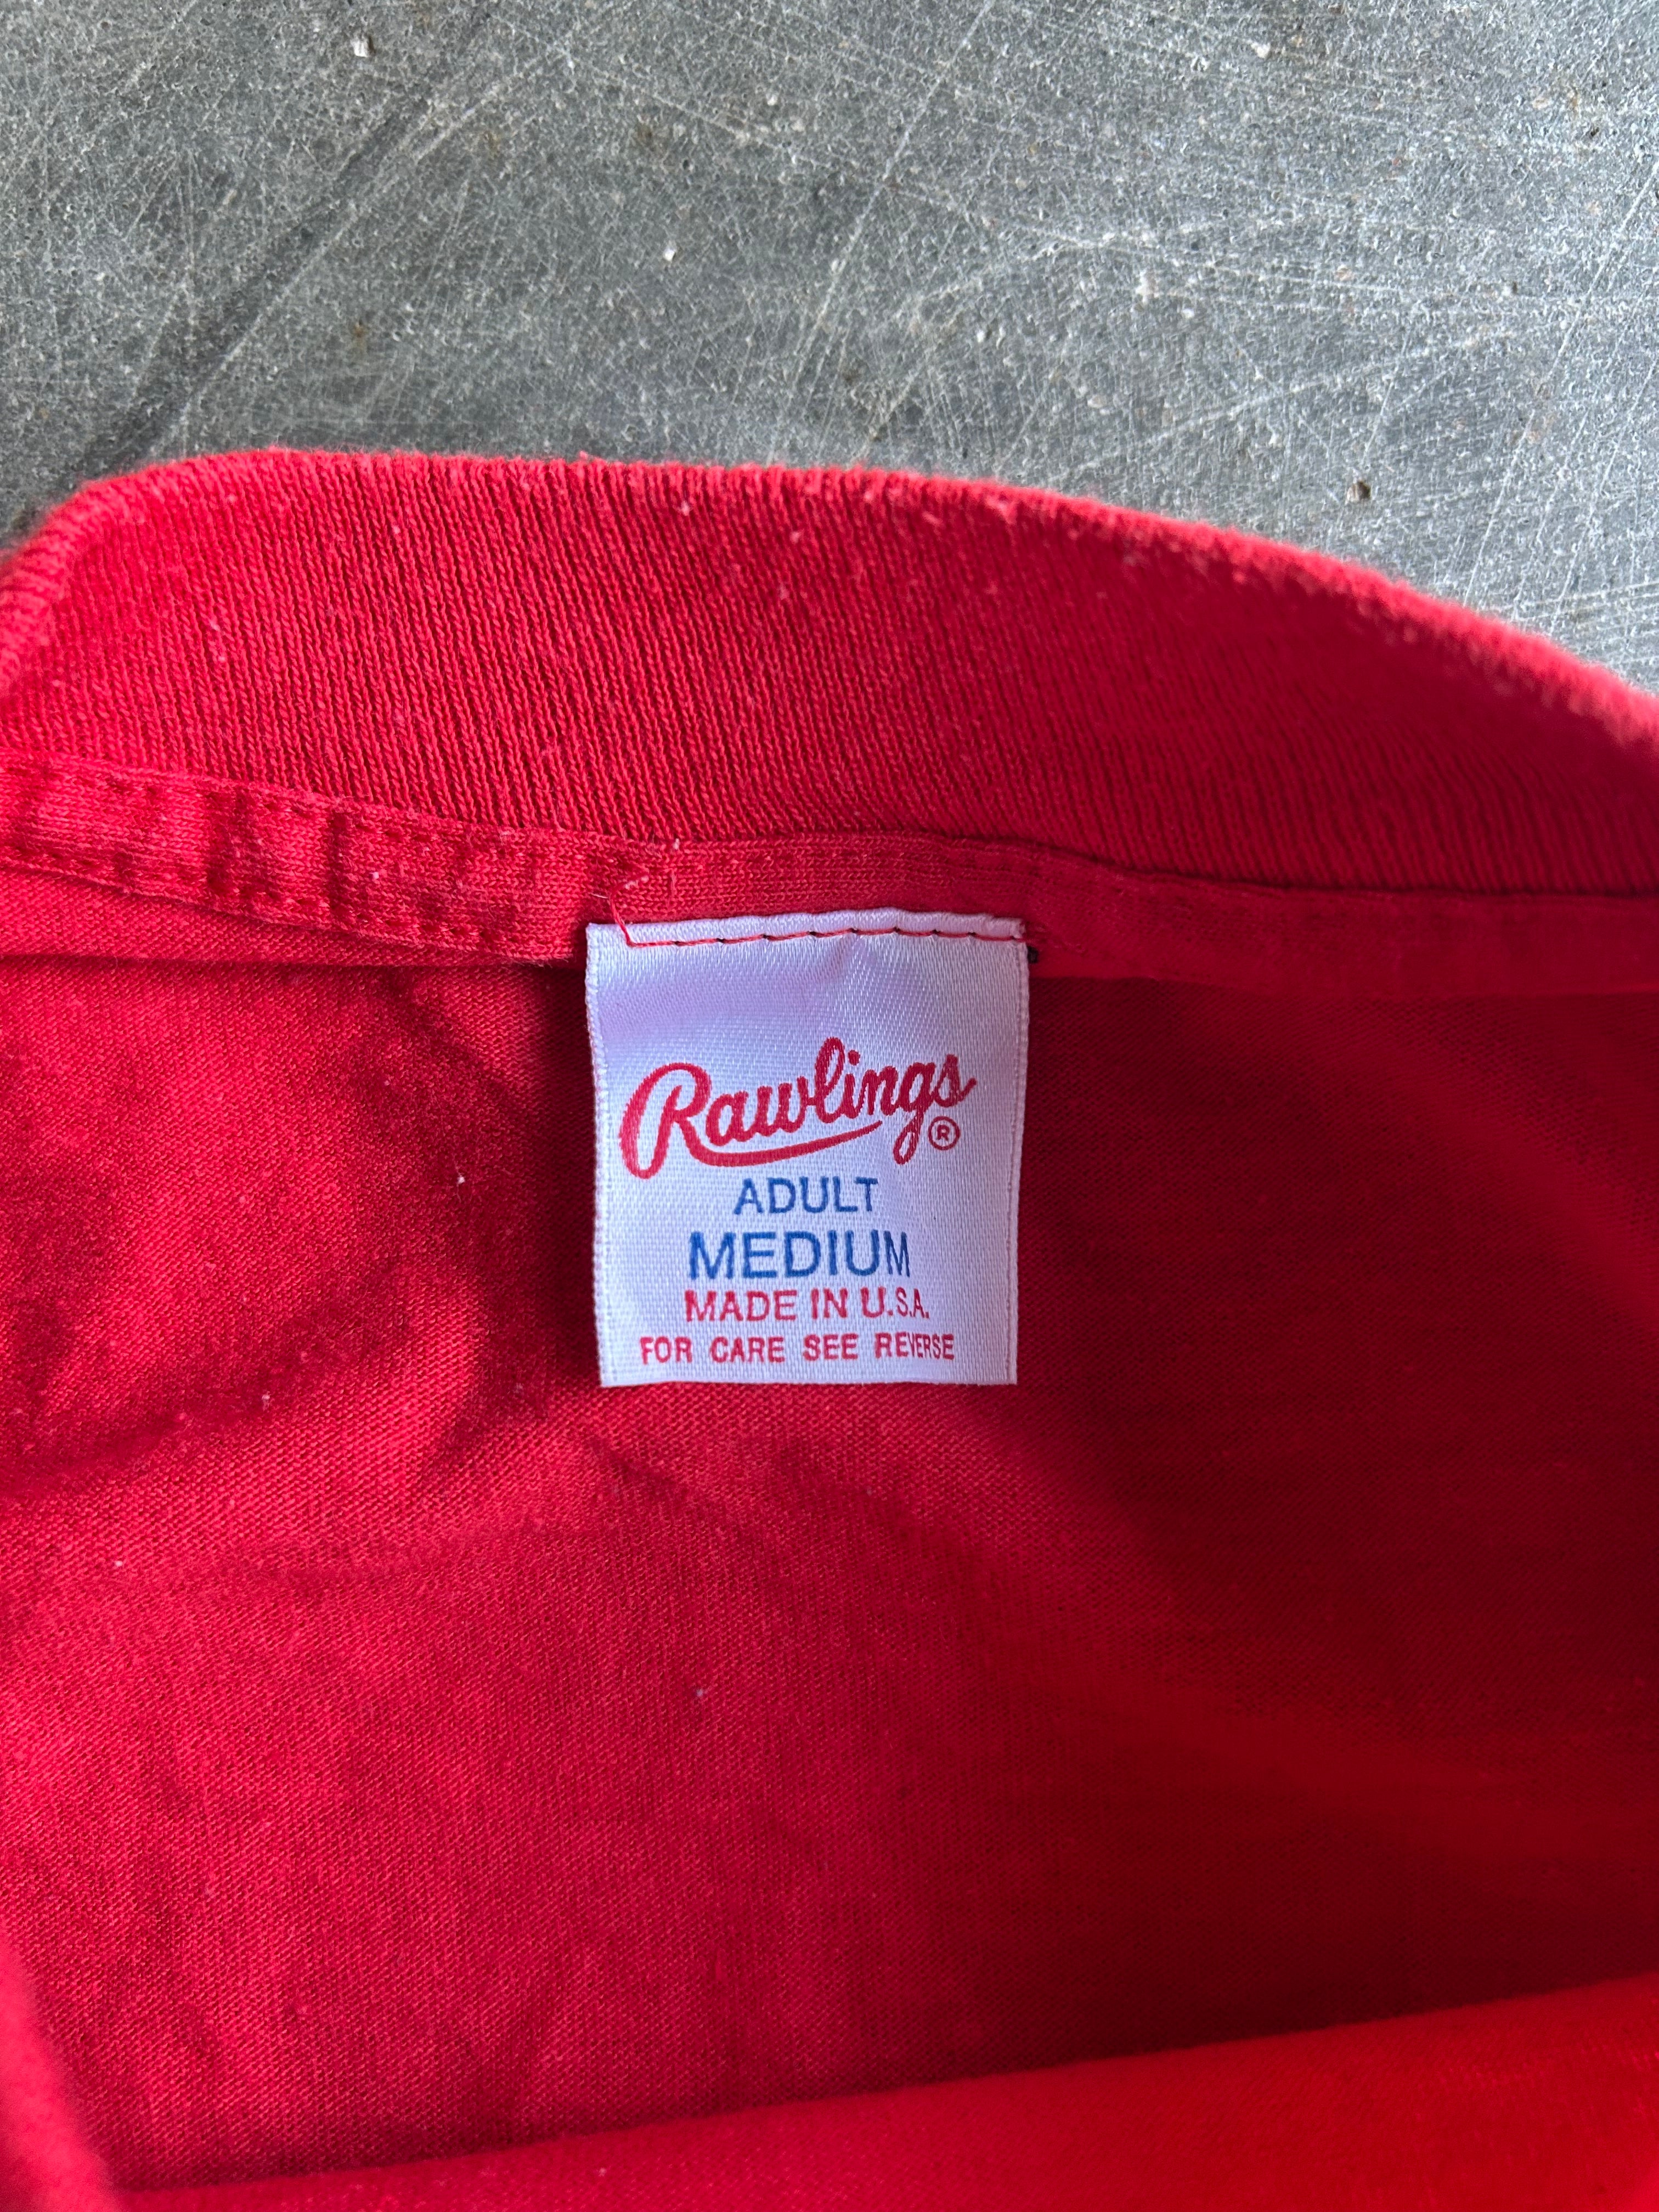 Rawlings®
ADULT
MEDIUM
MADE IN U.S.A.
FOR CARE SEE REVERSE